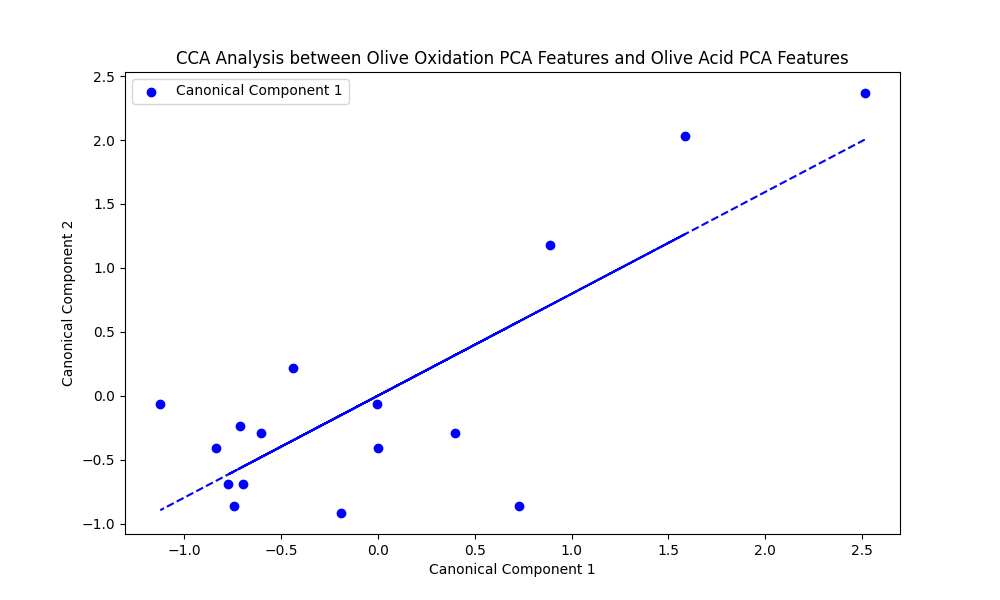 CCA Analysis between Olive Oxidation PCA Features and Olive Acid PCA Features
Canonical Component 1
2.5
2.0
1.5
1.0
0.5
0.0
−0.5
−1.0
Canonical Component 2
−1.0 −0.5 0.0 0.5 1.0 1.5 2.0 2.5
Canonical Component 1